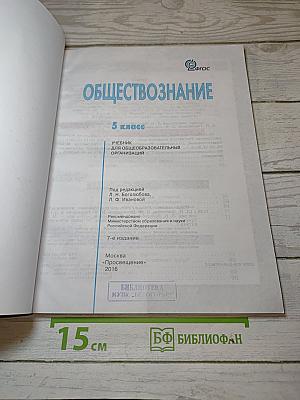 ФГОС
ОБЩЕСТВОЗНАНИЕ
5 класс
УЧЕБНИК
ДЛЯ ОБЩЕОБРАЗОВАТЕЛЬНЫХ
ОРГАНИЗАЦИЙ
Под редакцией
Л. Н. Боголюбова,
Л. Ф. Ивановой
Рекомендовано
Министерством образования и науки
Российской Федерации
7-е издание
Москва
«Просвещение»
2016
БИБЛИОТЕКА
15 см
БФ БИБЛИОФАН